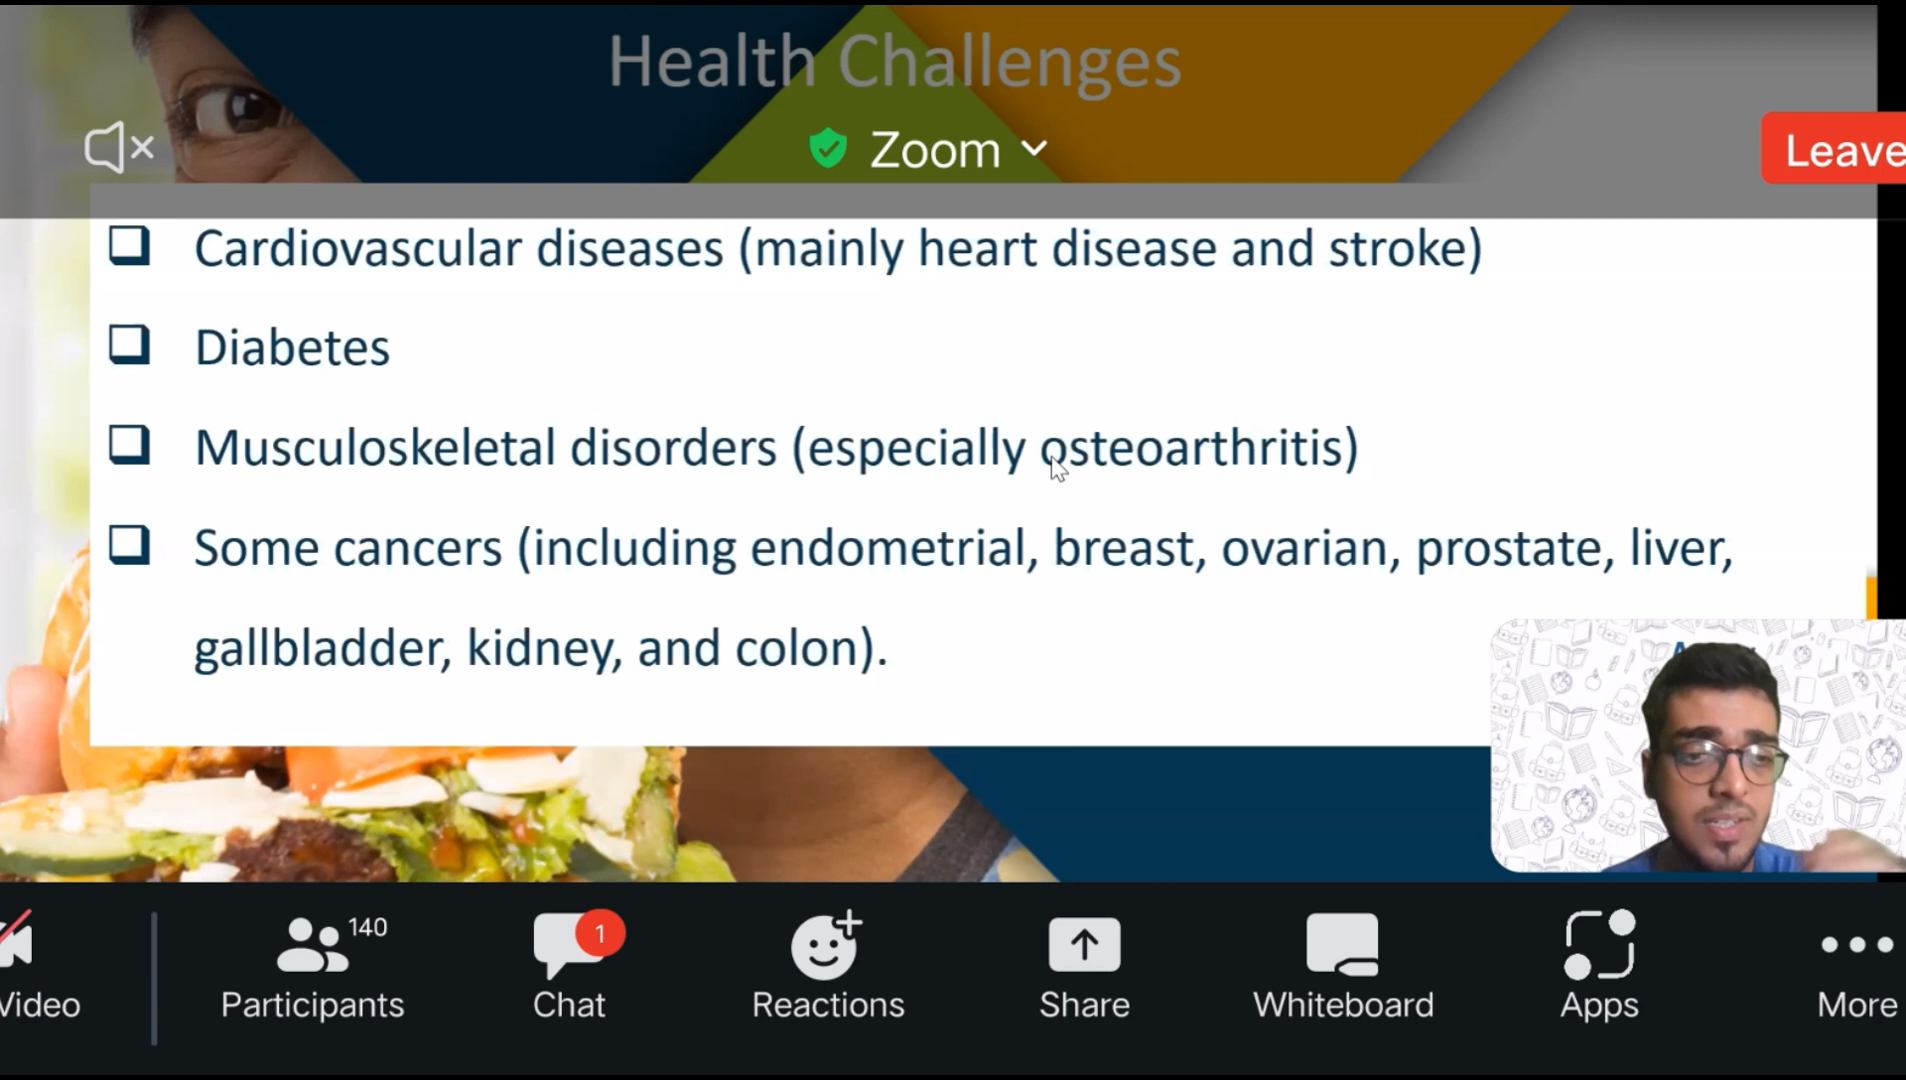 Health Challenges
Zoom
Leave
❑ Cardiovascular diseases (mainly heart disease and stroke)
❑ Diabetes
❑ Musculoskeletal disorders (especially osteoarthritis)
❑ Some cancers (including endometrial, breast, ovarian, prostate, liver,
gallbladder, kidney, and colon).
140
1
Video
Participants
Chat
Reactions
Share
Whiteboard
Apps
More